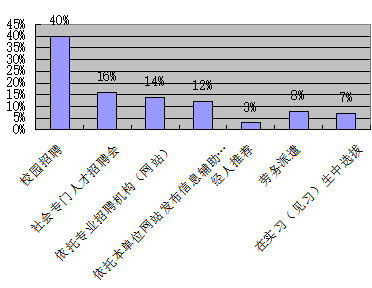 45%
40%
35%
30%
25%
20%
15%
10%
5%
0%
40%
16%
14%
12%
3%
8%
7%
校园招聘
社会专门人才招聘会
依托专业招聘机构（网站）
依托本单位网站发布信息辅助…
经人推荐
劳务派遣
在实习（见习）生中选拔